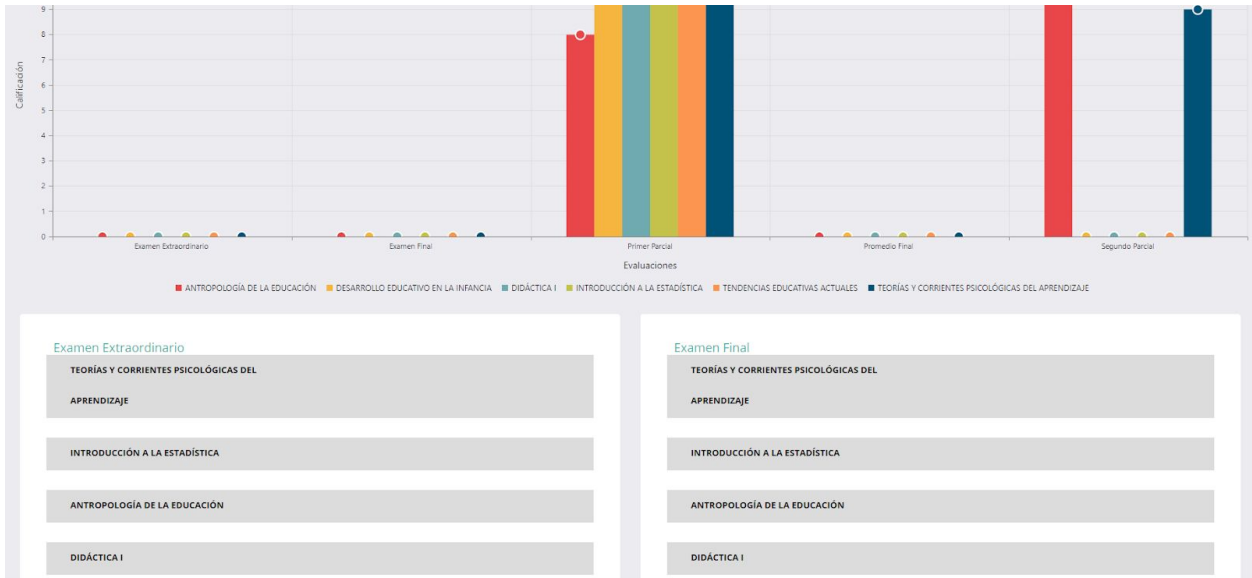 9
8
7
6
5
4
3
2
1
0
Calificación
Examen Extraordinario
Examen Final
Primer Parcial
Promedio Final
Segundo Parcial
Evaluaciones
ANTROPOLOGÍA DE LA EDUCACIÓN DESARROLLO EDUCATIVO EN LA INFANCIA DIDÁCTICA I INTRODUCCIÓN A LA ESTADÍSTICA TENDENCIAS EDUCATIVAS ACTUALES TEORÍAS Y CORRIENTES PSICOLÓGICAS DEL APRENDIZAJE
Examen Extraordinario
TEORÍAS Y CORRIENTES PSICOLÓGICAS DEL
APRENDIZAJE
INTRODUCCIÓN A LA ESTADÍSTICA
ANTROPOLOGÍA DE LA EDUCACIÓN
DIDÁCTICA I
Examen Final
TEORÍAS Y CORRIENTES PSICOLÓGICAS DEL
APRENDIZAJE
INTRODUCCIÓN A LA ESTADÍSTICA
ANTROPOLOGÍA DE LA EDUCACIÓN
DIDÁCTICA I